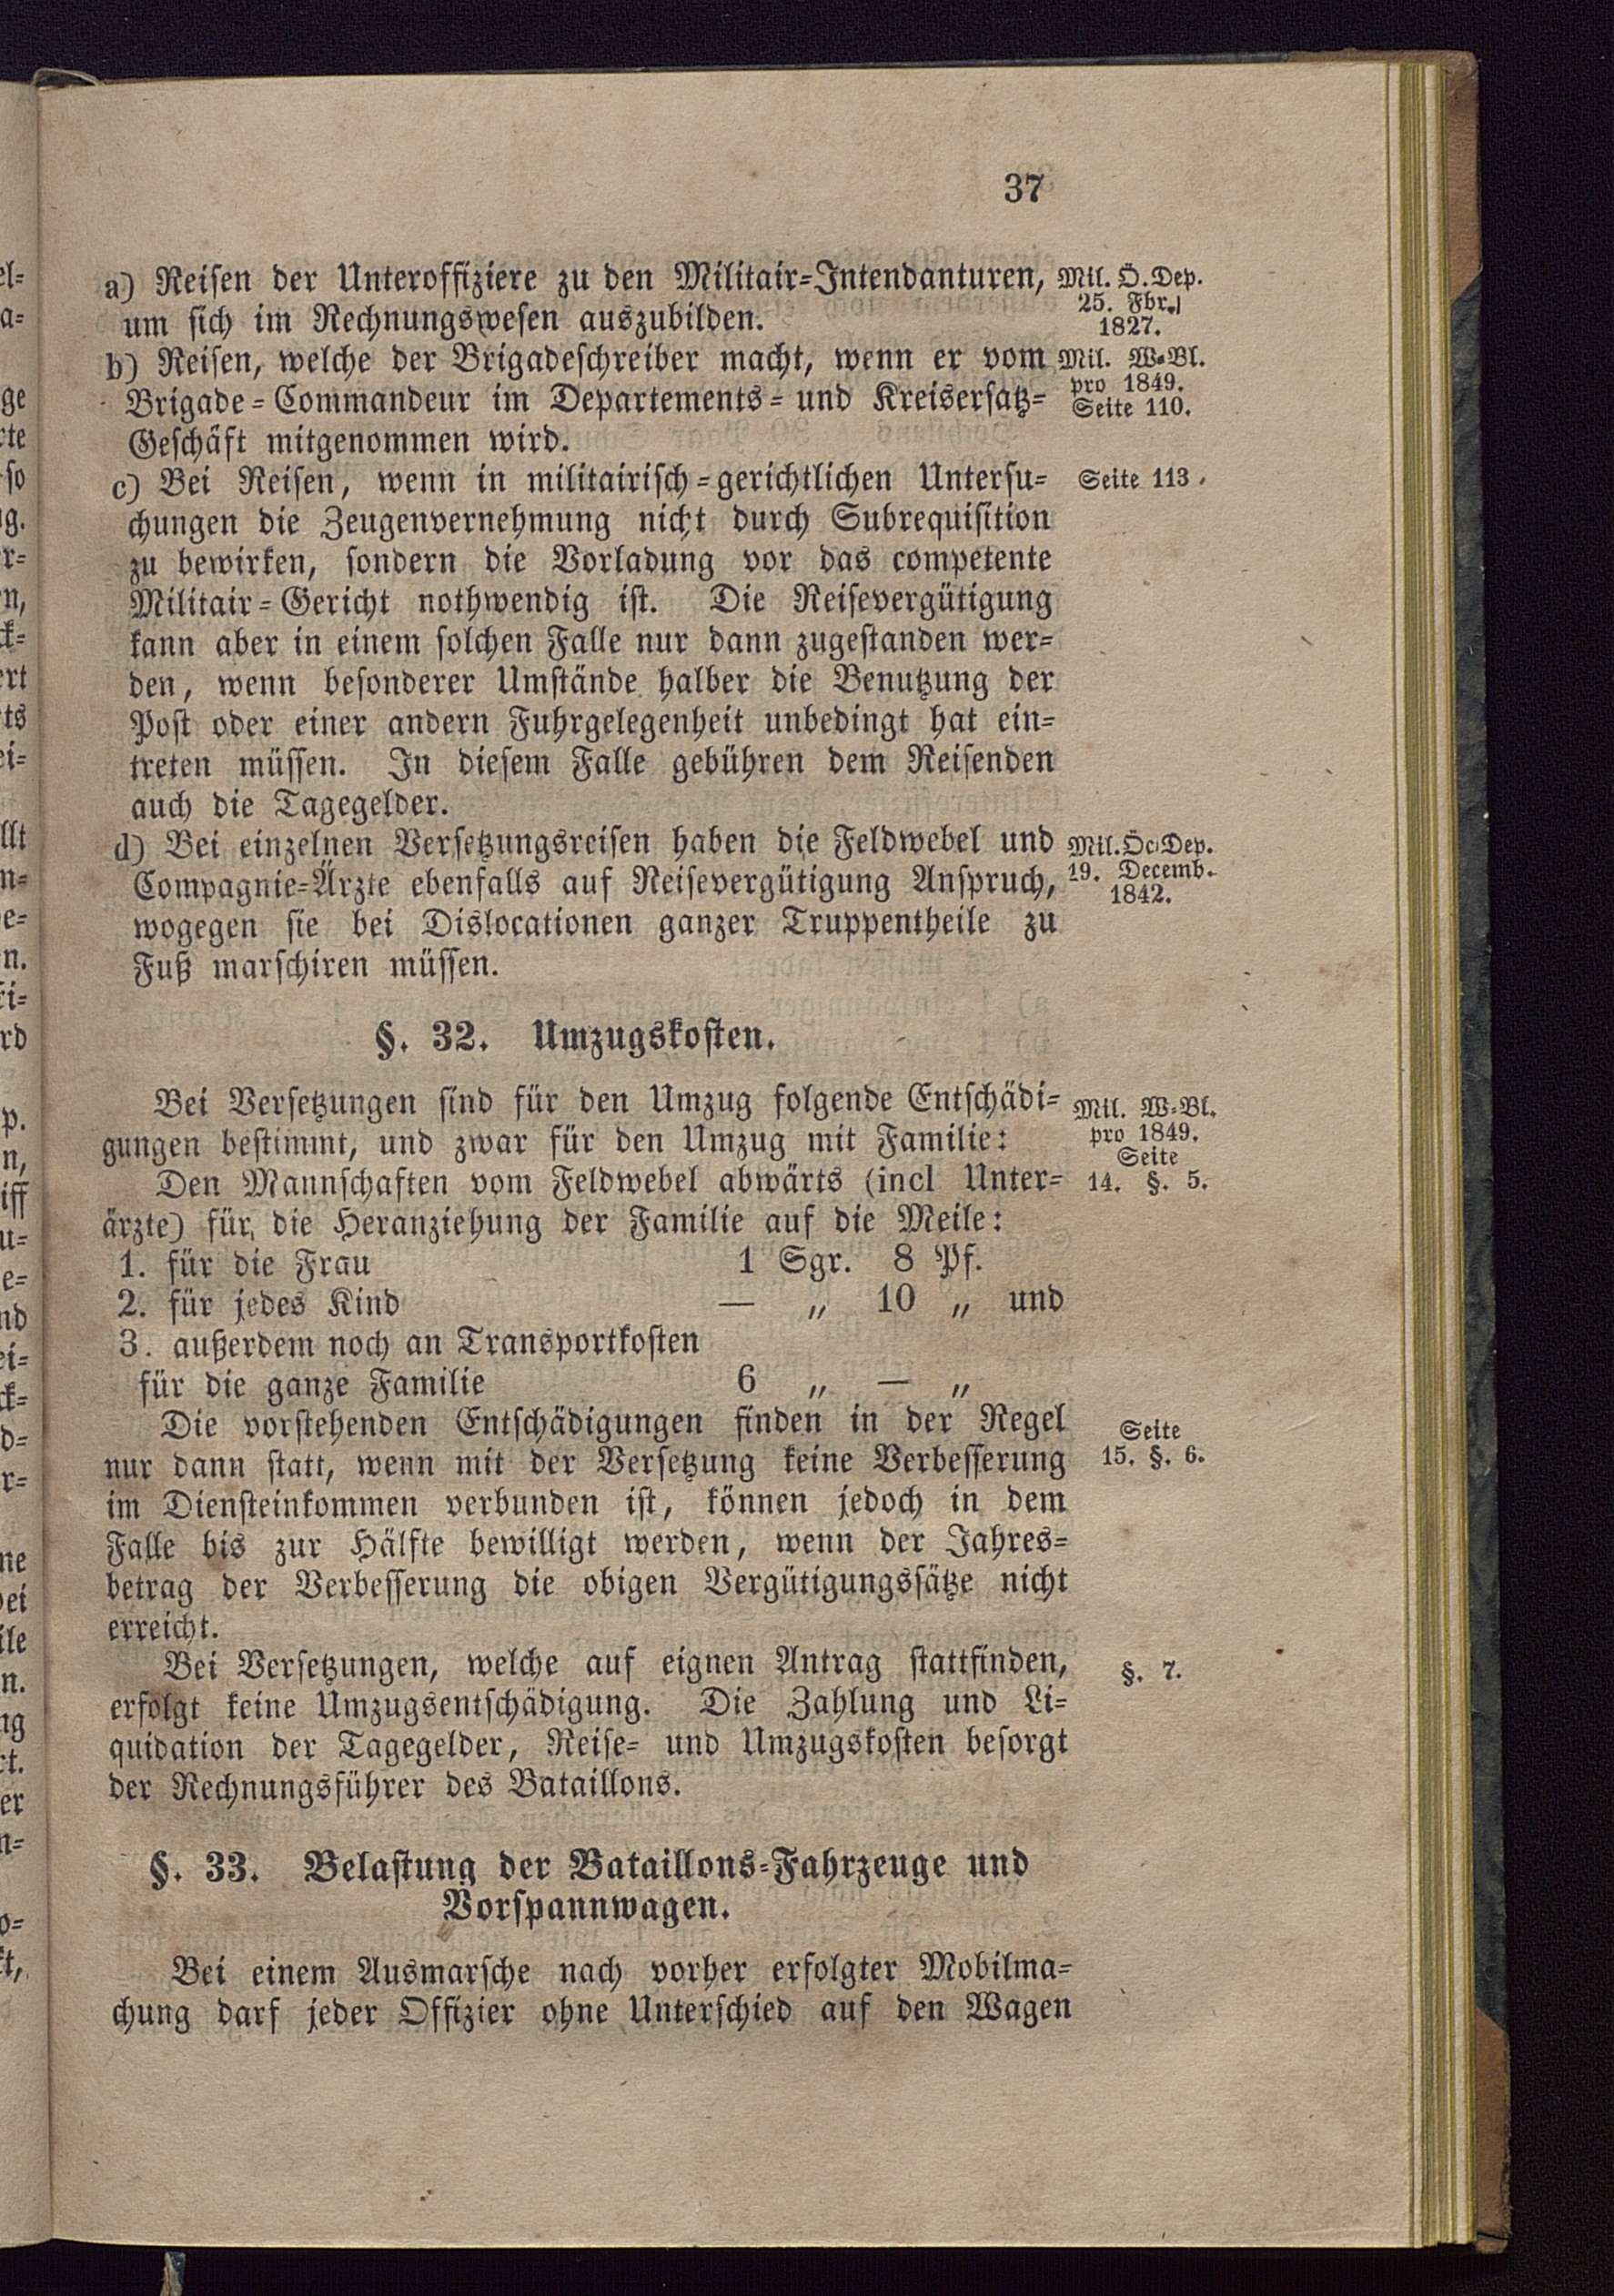 37
a) Reisen der Unteroffiziere zu den Militair-Intendanturen,
um sich im Rechnungswesen auszubilden.
Mil. Ö. Dep.
25. Fbr.
1827.
b) Reisen, welche der Brigadeschreiber macht, wenn er vom
Brigade-Commandeur im Departements- und Kreisersatz-
Geschäft mitgenommen wird.
Mil. W-Bl.
pro 1849.
Seite 110.
c) Bei Reisen, wenn in militairisch-gerichtlichen Untersu-
chungen die Zeugenvernehmung nicht durch Subrequisition
zu bewirken, sondern die Vorladung vor das competente
Militair-Gericht nothwendig ist. Die Reisevergütigung
kann aber in einem solchen Falle nur dann zugestanden wer-
den, wenn besonderer Umstände halber die Benutzung der
Post oder einer andern Fuhrgelegenheit unbedingt hat ein-
treten müssen. In diesem Falle gebühren dem Reisenden
auch die Tagegelder.
Seite 113.
d) Bei einzelnen Versetzungsreisen haben die Feldwebel und
Compagnie-Ärzte ebenfalls auf Reisevergütigung Anspruch,
wogegen sie bei Dislocationen ganzer Truppentheile zu
Fuß marschiren müssen.
Mil. Öc. Dep.
19. Decemb.
1842.
§. 32. Umzugskosten.
Bei Versetzungen sind für den Umzug folgende Entschädi-
gungen bestimmt, und zwar für den Umzug mit Familie:
Den Mannschaften vom Feldwebel abwärts (incl Unter-
ärzte) für die Heranziehung der Familie auf die Meile:
Mil. W-Bl.
pro 1849.
Seite
14. §. 5.
1. für die Frau 1 Sgr. 8 Pf.
2. für jedes Kind — „ 10 „ und
3. außerdem noch an Transportkosten
für die ganze Familie 6 „ — „
Die vorstehenden Entschädigungen finden in der Regel
nur dann statt, wenn mit der Versetzung keine Verbesserung
im Diensteinkommen verbunden ist, können jedoch in dem
Falle bis zur Hälfte bewilligt werden, wenn der Jahres-
betrag der Verbesserung die obigen Vergütigungssätze nicht
erreicht.
Seite
15. §. 6.
Bei Versetzungen, welche auf eignen Antrag stattfinden,
erfolgt keine Umzugsentschädigung. Die Zahlung und Li-
quidation der Tagegelder, Reise- und Umzugskosten besorgt
der Rechnungsführer des Bataillons.
§. 7.
§. 33. Belastung der Bataillons-Fahrzeuge und
Vorspannwagen.
Bei einem Ausmarsche nach vorher erfolgter Mobilma-
chung darf jeder Offizier ohne Unterschied auf den Wagen